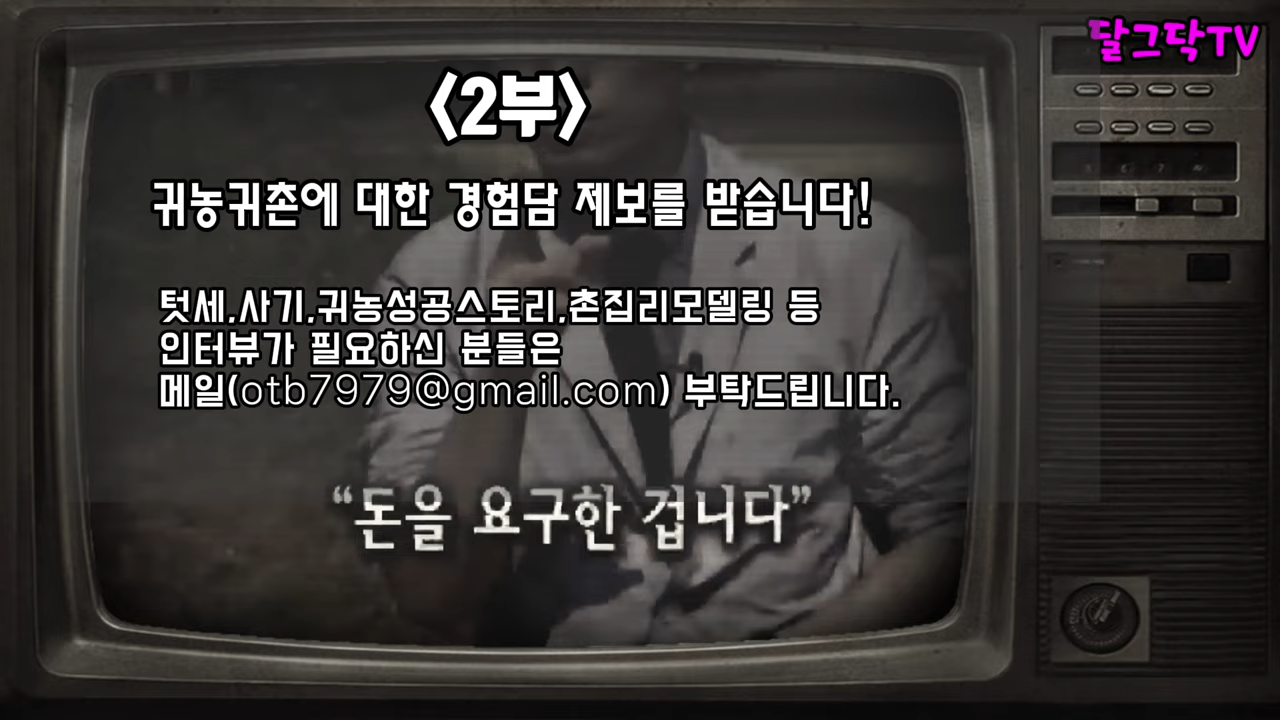 달그닥TV
<2부>
귀농귀촌에 대한 경험담 제보를 받습니다!
텃세,사기,귀농성공스토리,촌집리모델링 등
인터뷰가 필요하신 분들은
메일(otb7979@gmail.com) 부탁드립니다.
“돈을 요구한 겁니다”